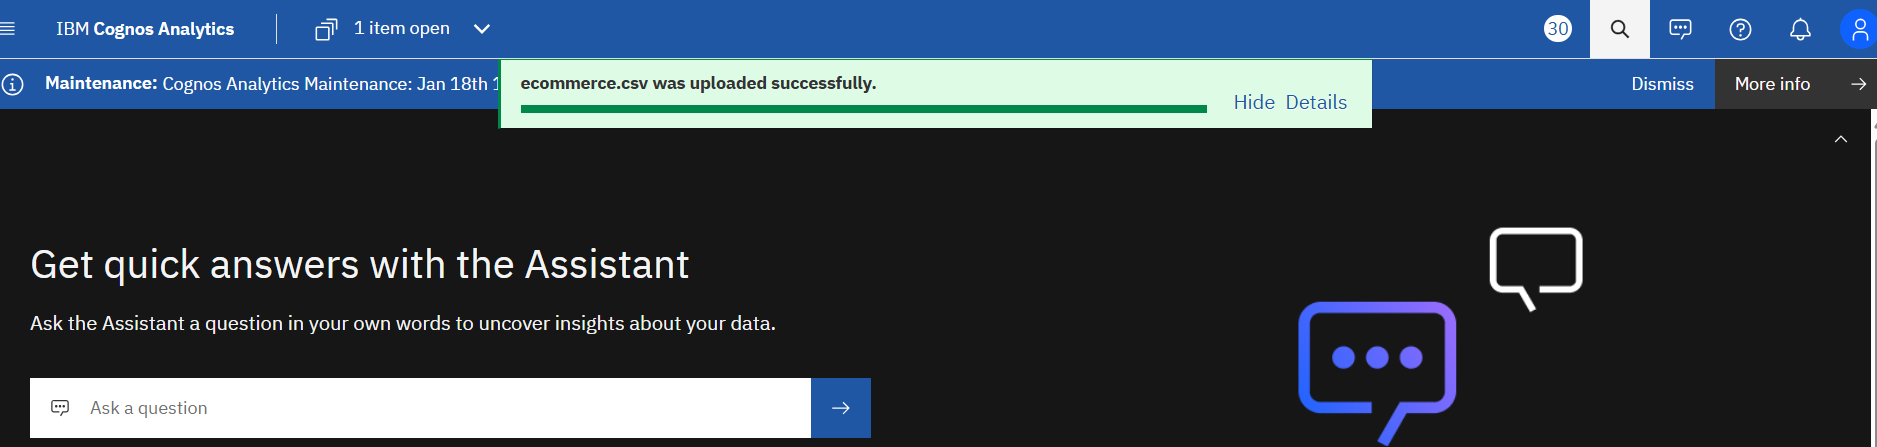 IBM Cognos Analytics
1 item open
30
Maintenance: Cognos Analytics Maintenance: Jan 18th
ecommerce.csv was uploaded successfully.
Hide Details
Dismiss
More info
Get quick answers with the Assistant
Ask the Assistant a question in your own words to uncover insights about your data.
Ask a question